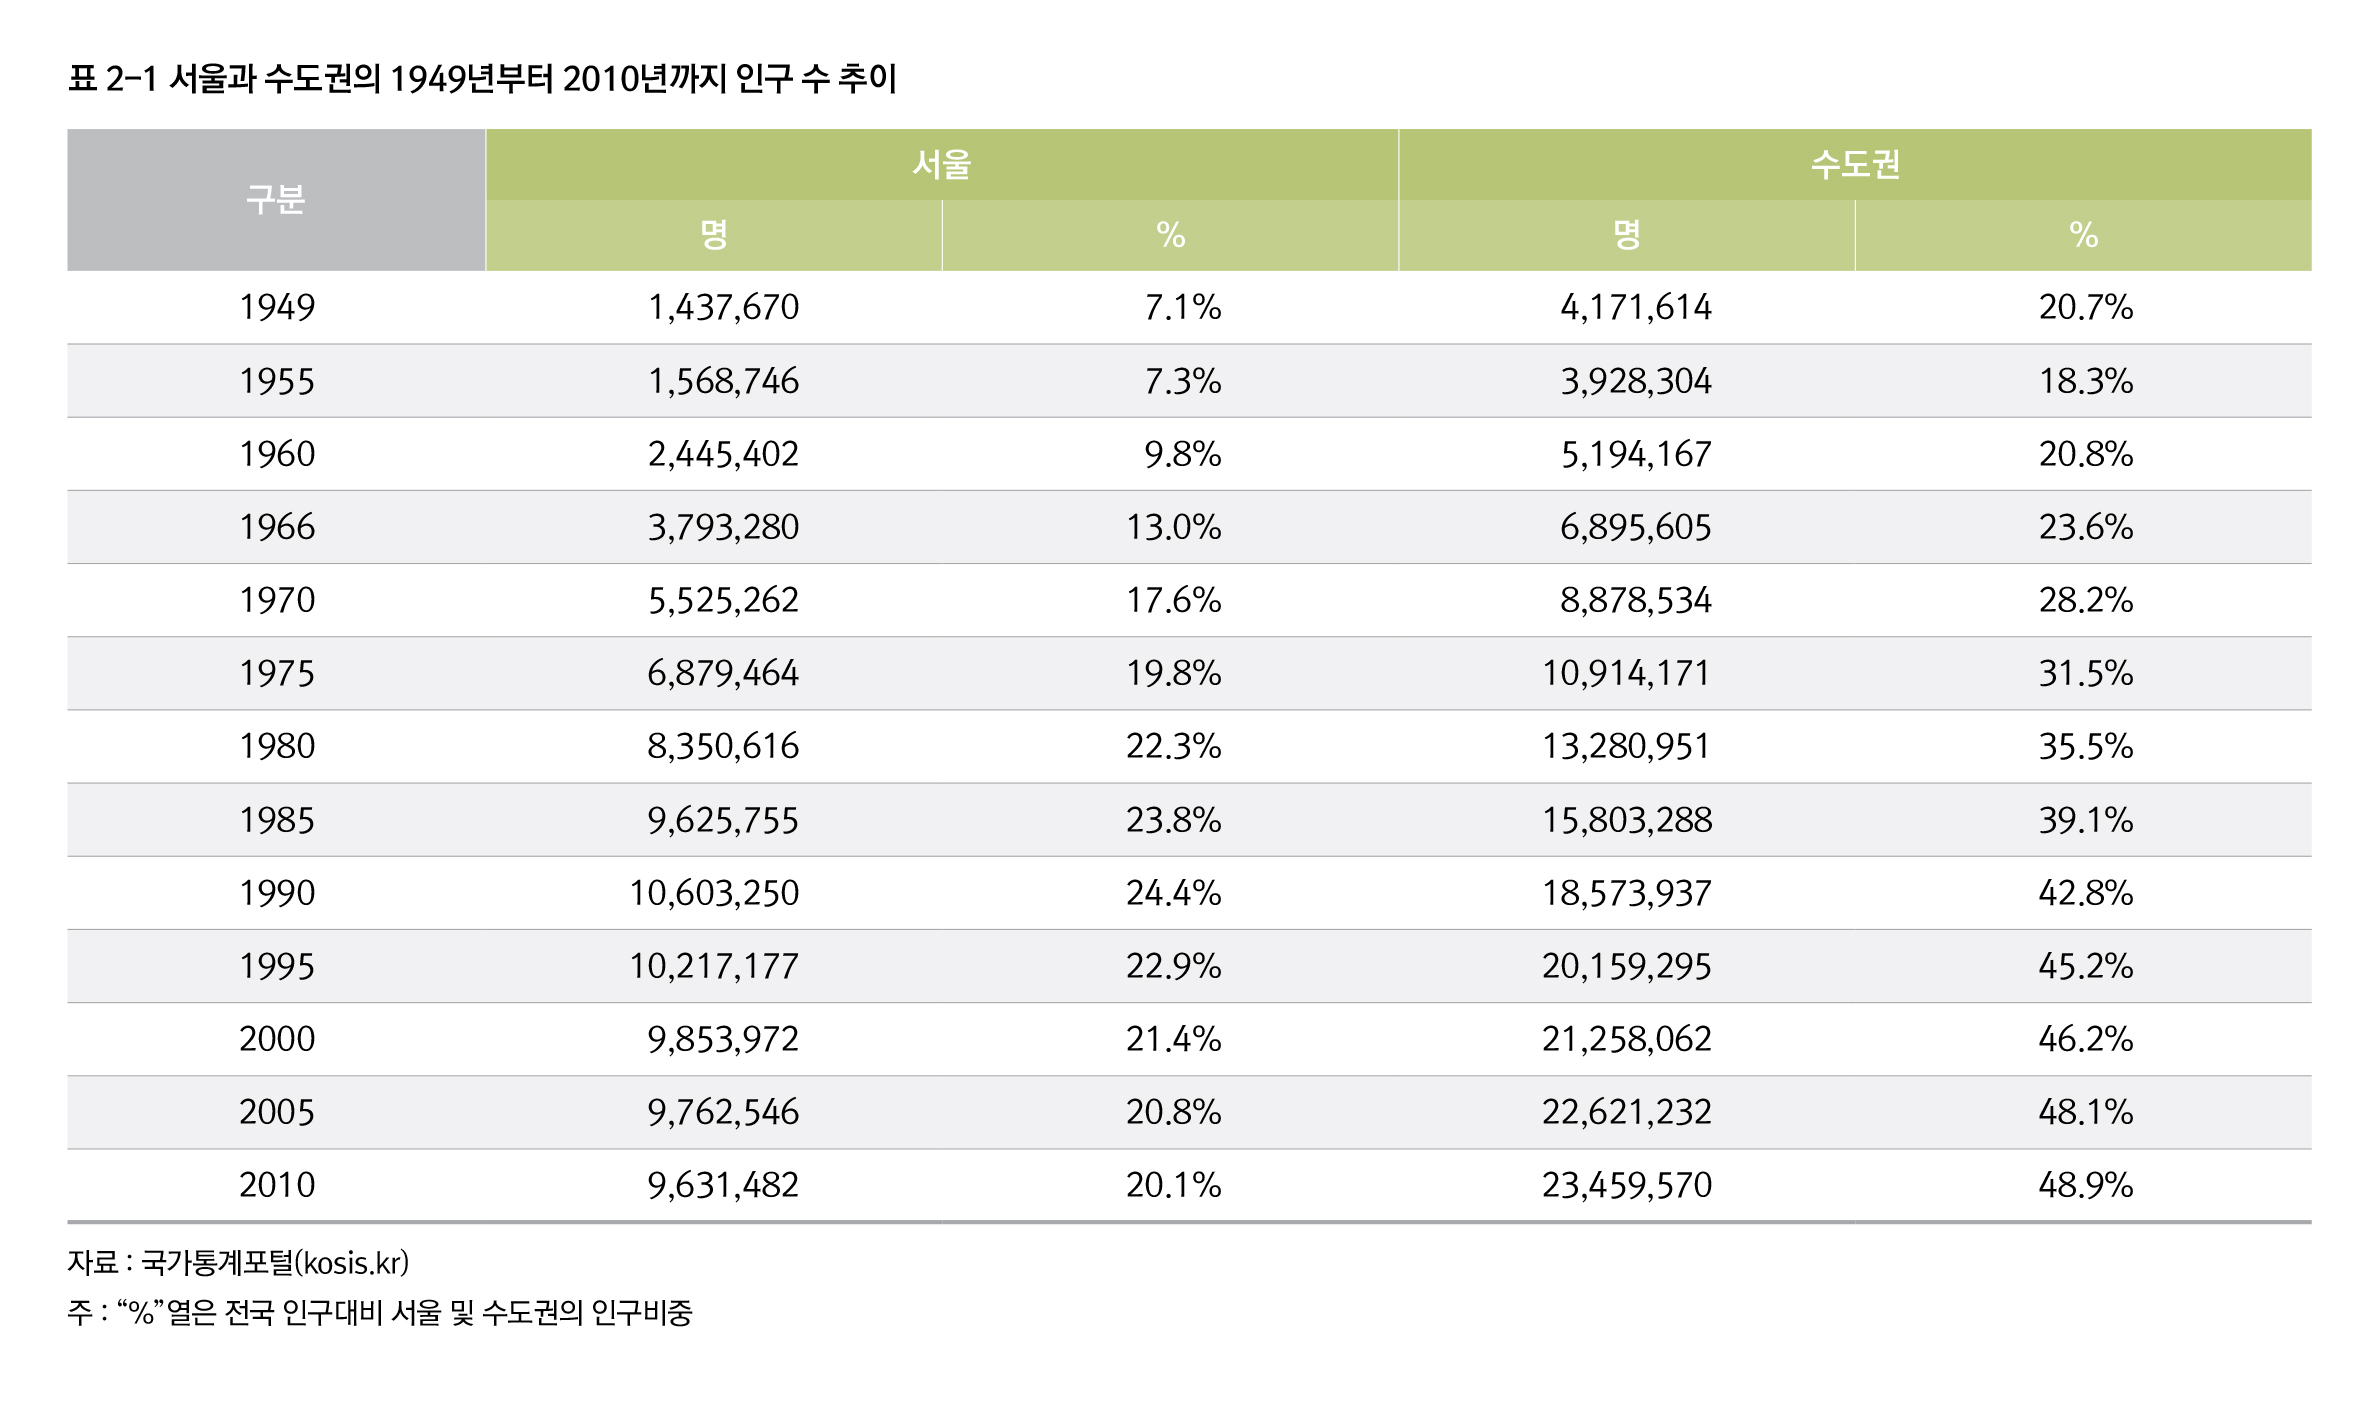 표 2-1 서울과 수도권의 1949년부터 2010년까지 인구 수 추이
구분 서울 수도권
명 % 명 %
1949 1,437,670 7.1% 4,171,614 20.7%
1955 1,568,746 7.3% 3,928,304 18.3%
1960 2,445,402 9.8% 5,194,167 20.8%
1966 3,793,280 13.0% 6,895,605 23.6%
1970 5,525,262 17.6% 8,878,534 28.2%
1975 6,879,464 19.8% 10,914,171 31.5%
1980 8,350,616 22.3% 13,280,951 35.5%
1985 9,625,755 23.8% 15,803,288 39.1%
1990 10,603,250 24.4% 18,573,937 42.8%
1995 10,217,177 22.9% 20,159,295 45.2%
2000 9,853,972 21.4% 21,258,062 46.2%
2005 9,762,546 20.8% 22,621,232 48.1%
2010 9,631,482 20.1% 23,459,570 48.9%
자료 : 국가통계포털(kosis.kr)
주 : “%”열은 전국 인구대비 서울 및 수도권의 인구비중